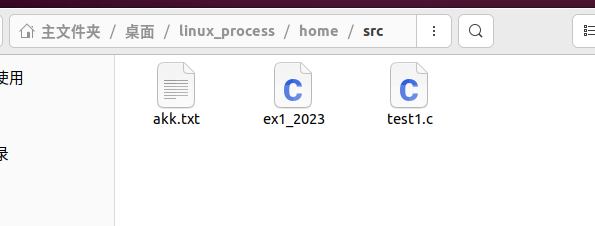 主文件夹 / 桌面 / linux_process / home / src
使用
录
akk.txt ex1_2023 test1.c